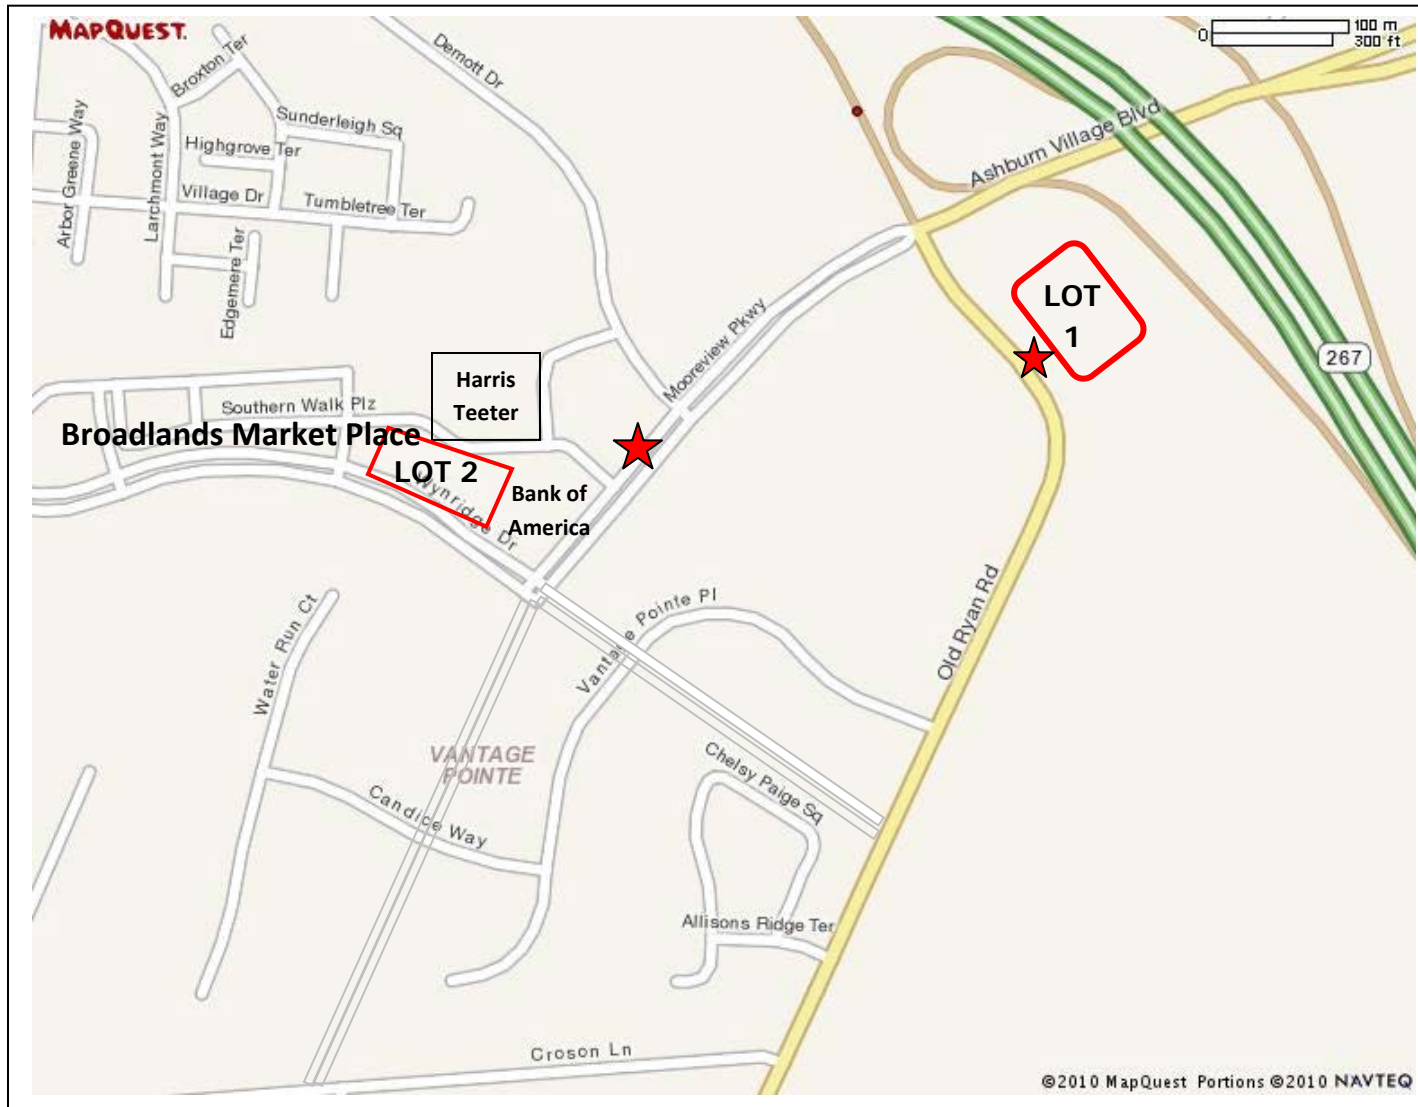 MAPQUEST.
0
100 m
300 ft
Broxton Ter
Dermott Dr
Sunderleigh Sq
Highgrove Ter
Arbor Greene Way
Larchmont Way
Village Dr
Tumbletree Ter
Edgemere Ter
Ashburn Village Blvd
LOT
1
267
Mooreview Pkwy
Harris
Teeter
Southern Walk Plz
Broadlands Market Place
LOT 2
Wynridge Dr
Bank of
America
Water Run Ct
Vantage Pointe Pl
Old Ryan Rd
VANTAGE
POINTE
Chelsy Paige Sq
Candice Way
Allisons Ridge Ter
Croson Ln
©2010 MapQuest Portions ©2010 NAVTEQ